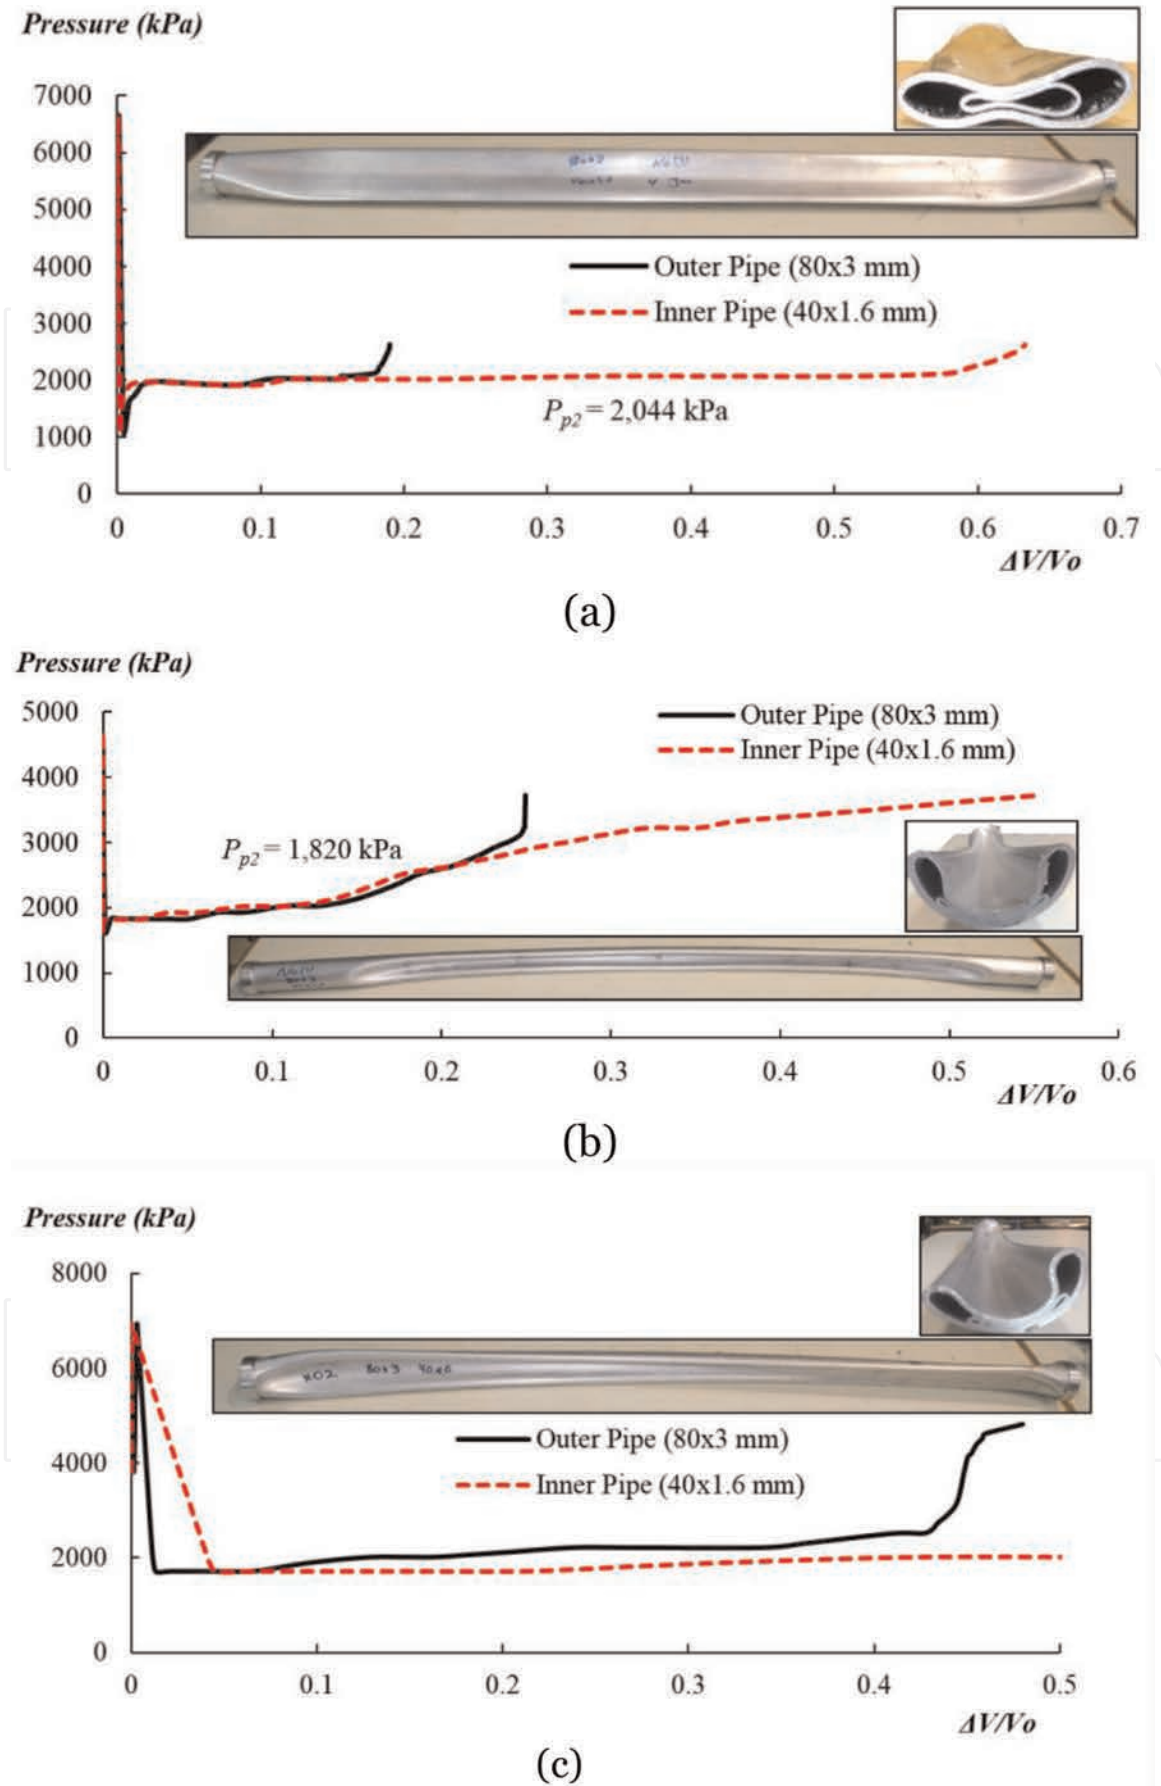 Pressure (kPa)
7000
6000
5000
4000
3000
2000
1000
0
Outer Pipe (80x3 mm)
Inner Pipe (40x1.6 mm)
Pp2 = 2,044 kPa
0 0.1 0.2 0.3 0.4 0.5 0.6 0.7
ΔV/Vo
(a)
Pressure (kPa)
5000
4000
3000
2000
1000
0
Outer Pipe (80x3 mm)
Inner Pipe (40x1.6 mm)
Pp2 = 1,820 kPa
0 0.1 0.2 0.3 0.4 0.5 0.6
ΔV/Vo
(b)
Pressure (kPa)
8000
6000
4000
2000
0
80x3
Outer Pipe (80x3 mm)
Inner Pipe (40x1.6 mm)
0 0.1 0.2 0.3 0.4 0.5
ΔV/Vo
(c)